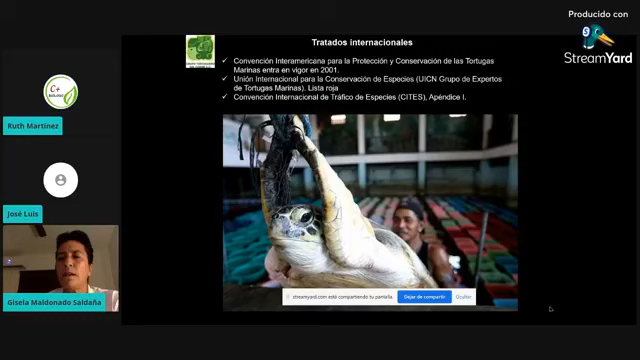 Producido con
StreamYard
Tratados internacionales
✓ Convención Interamericana para la Protección y Conservación de las Tortugas
Marinas entra en vigor en 2001.
✓ Unión Internacional para la Conservación de Especies (UICN Grupo de Expertos
de Tortugas Marinas). Lista roja
✓ Convención Internacional de Tráfico de Especies (CITES), Apéndice I.
C+
BIÓLOGO
Ruth Martinez
José Luis
Gisela Maldonado Saldaña
streamyard.com está compartiendo tu pantalla.
Dejar de compartir
Ocultar